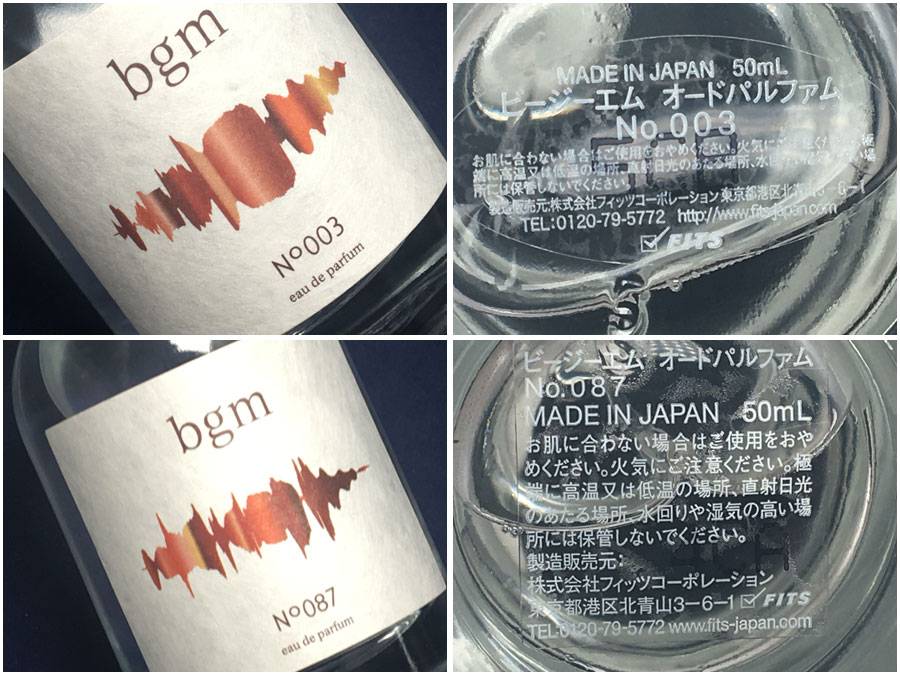 bgm
Nº003
eau de parfum
MADE IN JAPAN 50mL
ビージーエム オードパルファム
No.003
お肌に合わない場合はご使用をおやめください。火気にご注意ください。極
端に高温又は低温の場所、直射日光のあたる場所、水回りや湿気の高い場
所には保管しないでください。
製造販売元:株式会社フィッツコーポレーション 東京都港区北青山3-6-1
TEL:0120-79-5772 http://www.fits-japan.com
FITS
bgm
Nº087
eau de parfum
ビージーエム オードパルファム
No.087
MADE IN JAPAN 50mL
お肌に合わない場合はご使用をおや
めください。火気にご注意ください。極
端に高温又は低温の場所、直射日光
のあたる場所、水回りや湿気の高い場
所には保管しないでください。
製造販売元:
株式会社フィッツコーポレーション
東京都港区北青山3-6-1 FITS
TEL:0120-79-5772 www.fits-japan.com